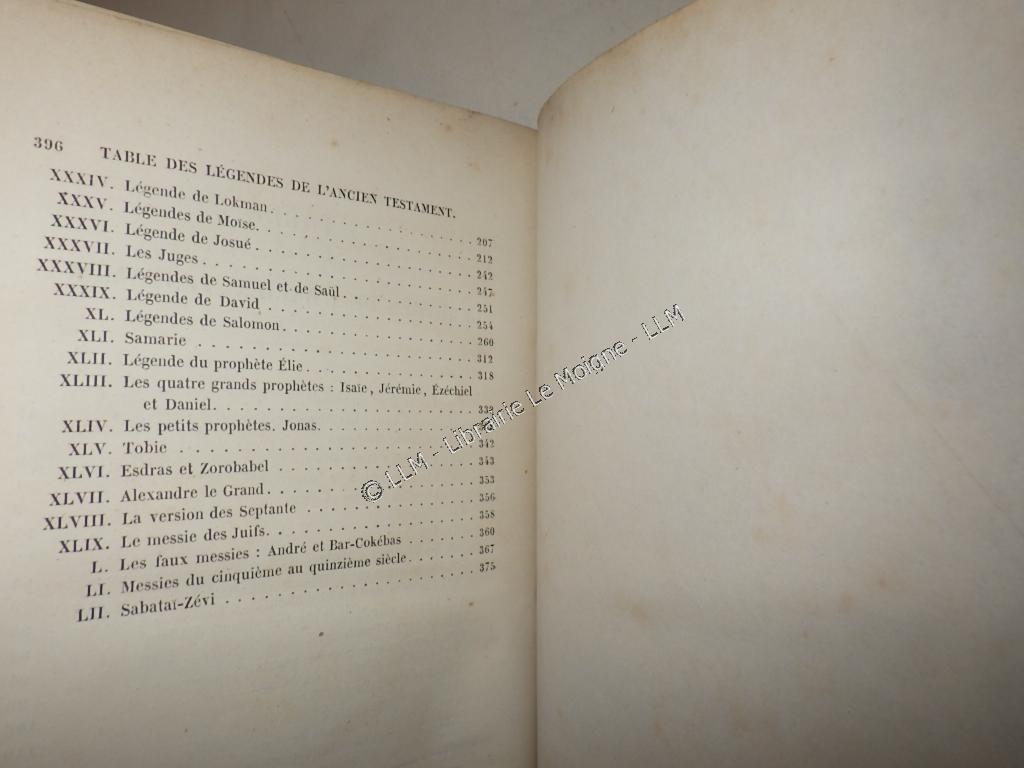 396 TABLE DES LÉGENDES DE L'ANCIEN TESTAMENT.
XXXIV. Légende de Lokman. . . . . . . . . . . . . . . 207
XXXV. Légendes de Moïse. . . . . . . . . . . . . . . 212
XXXVI. Légende de Josué . . . . . . . . . . . . . . . 242
XXXVII. Les Juges . . . . . . . . . . . . . . . 247
XXXVIII. Légendes de Samuel et de Saül . . . . . . . . . . 251
XXXIX. Légende de David . . . . . . . . . . . . . . . 254
XL. Légendes de Salomon . . . . . . . . . . . . . . . 260
XLI. Samarie . . . . . . . . . . . . . . . 312
XLII. Légende du prophète Élie . . . . . . . . . . . . 318
XLIII. Les quatre grands prophètes : Isaïe, Jérémie, Ézéchiel
et Daniel. . . . . . . . . . . . . . .
XLIV. Les petits prophètes. Jonas. . . . . . . . . .
XLV. Tobie . . . . . . . . . . . . . . . 342
XLVI. Esdras et Zorobabel . . . . . . . . . . . . 343
XLVII. Alexandre le Grand. . . . . . . . . . . . . 353
XLVIII. La version des Septante . . . . . . . . . . . 356
XLIX. Le messie des Juifs. . . . . . . . . . . . . 358
L. Les faux messies : André et Bar-Cokébas . . . . . . 360
LI. Messies du cinquième au quinzième siècle. . . . . . 367
LII. Sabataï-Zévi . . . . . . . . . . . . . . . 375
© LLM - Librairie Le Moigne - LLM